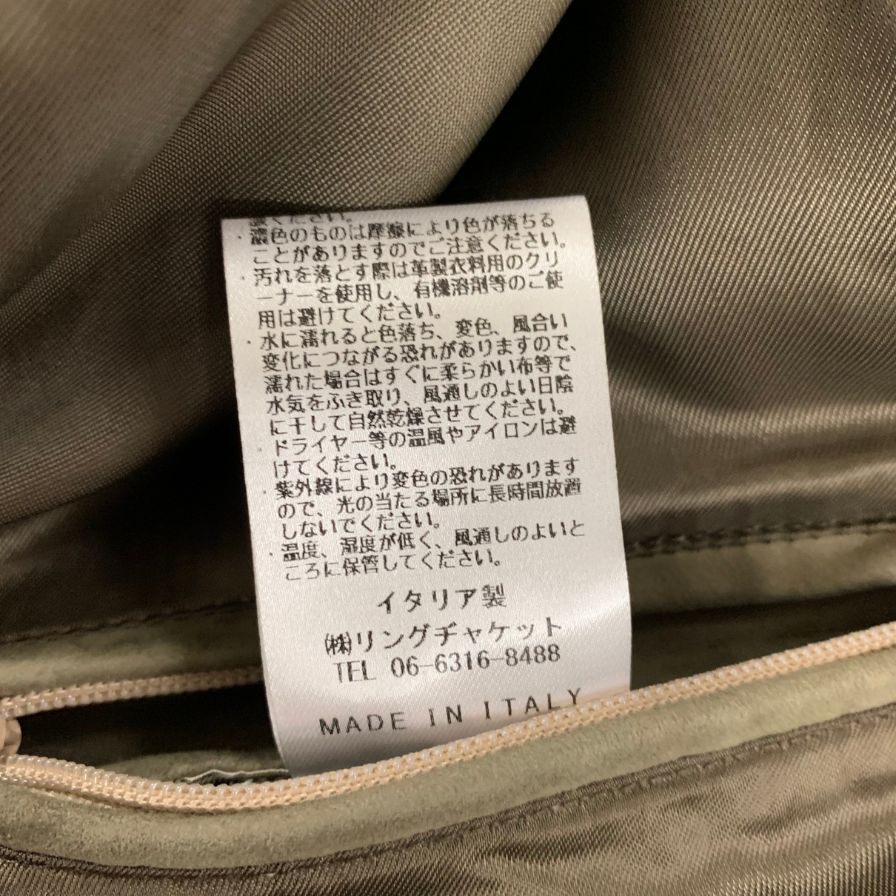 ください。
・濃色のものは摩擦により色が落ちる
ことがありますのでご注意ください。
・汚れを落とす際は革製衣料用のクリ
ーナーを使用し、有機溶剤等のご使
用は避けてください。
・水に濡れると色落ち、変色、風合い
変化につながる恐れがありますので、
濡れた場合はすぐに柔らかい布等で
水気をふき取り、風通しのよい日陰
に干して自然乾燥させてください。
・ドライヤー等の温風やアイロンは避
けてください。
・紫外線により変色の恐れがあります
ので、光の当たる場所に長時間放置
しないでください。
・温度、湿度が低く、風通しのよいと
ころに保管してください。
イタリア製
㈱リングヂャケット
TEL 06-6316-8488
MADE IN ITALY